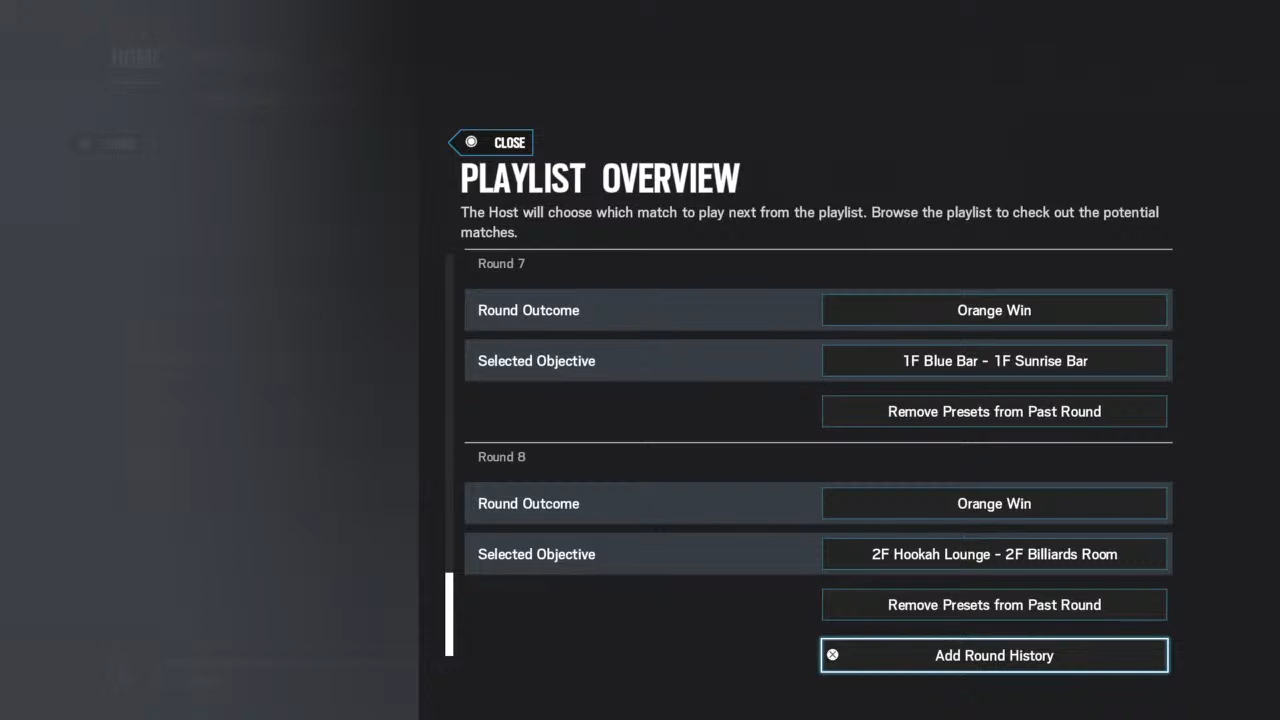 CLOSE
PLAYLIST OVERVIEW
The Host will choose which match to play next from the playlist. Browse the playlist to check out the potential
matches.
Round 7
Round Outcome Orange Win
Selected Objective 1F Blue Bar - 1F Sunrise Bar
Remove Presets from Past Round
Round 8
Round Outcome Orange Win
Selected Objective 2F Hookah Lounge - 2F Billiards Room
Remove Presets from Past Round
Add Round History